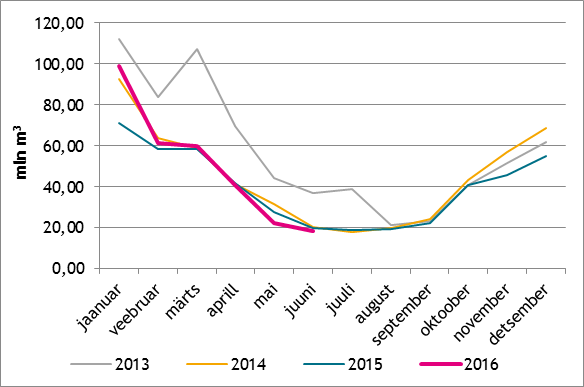 120,00
100,00
80,00
60,00
40,00
20,00
0,00
mln m³
jaanuar
veebruar
märts
aprill
mai
juuni
juuli
august
september
oktoober
november
detsember
2013 2014 2015 2016